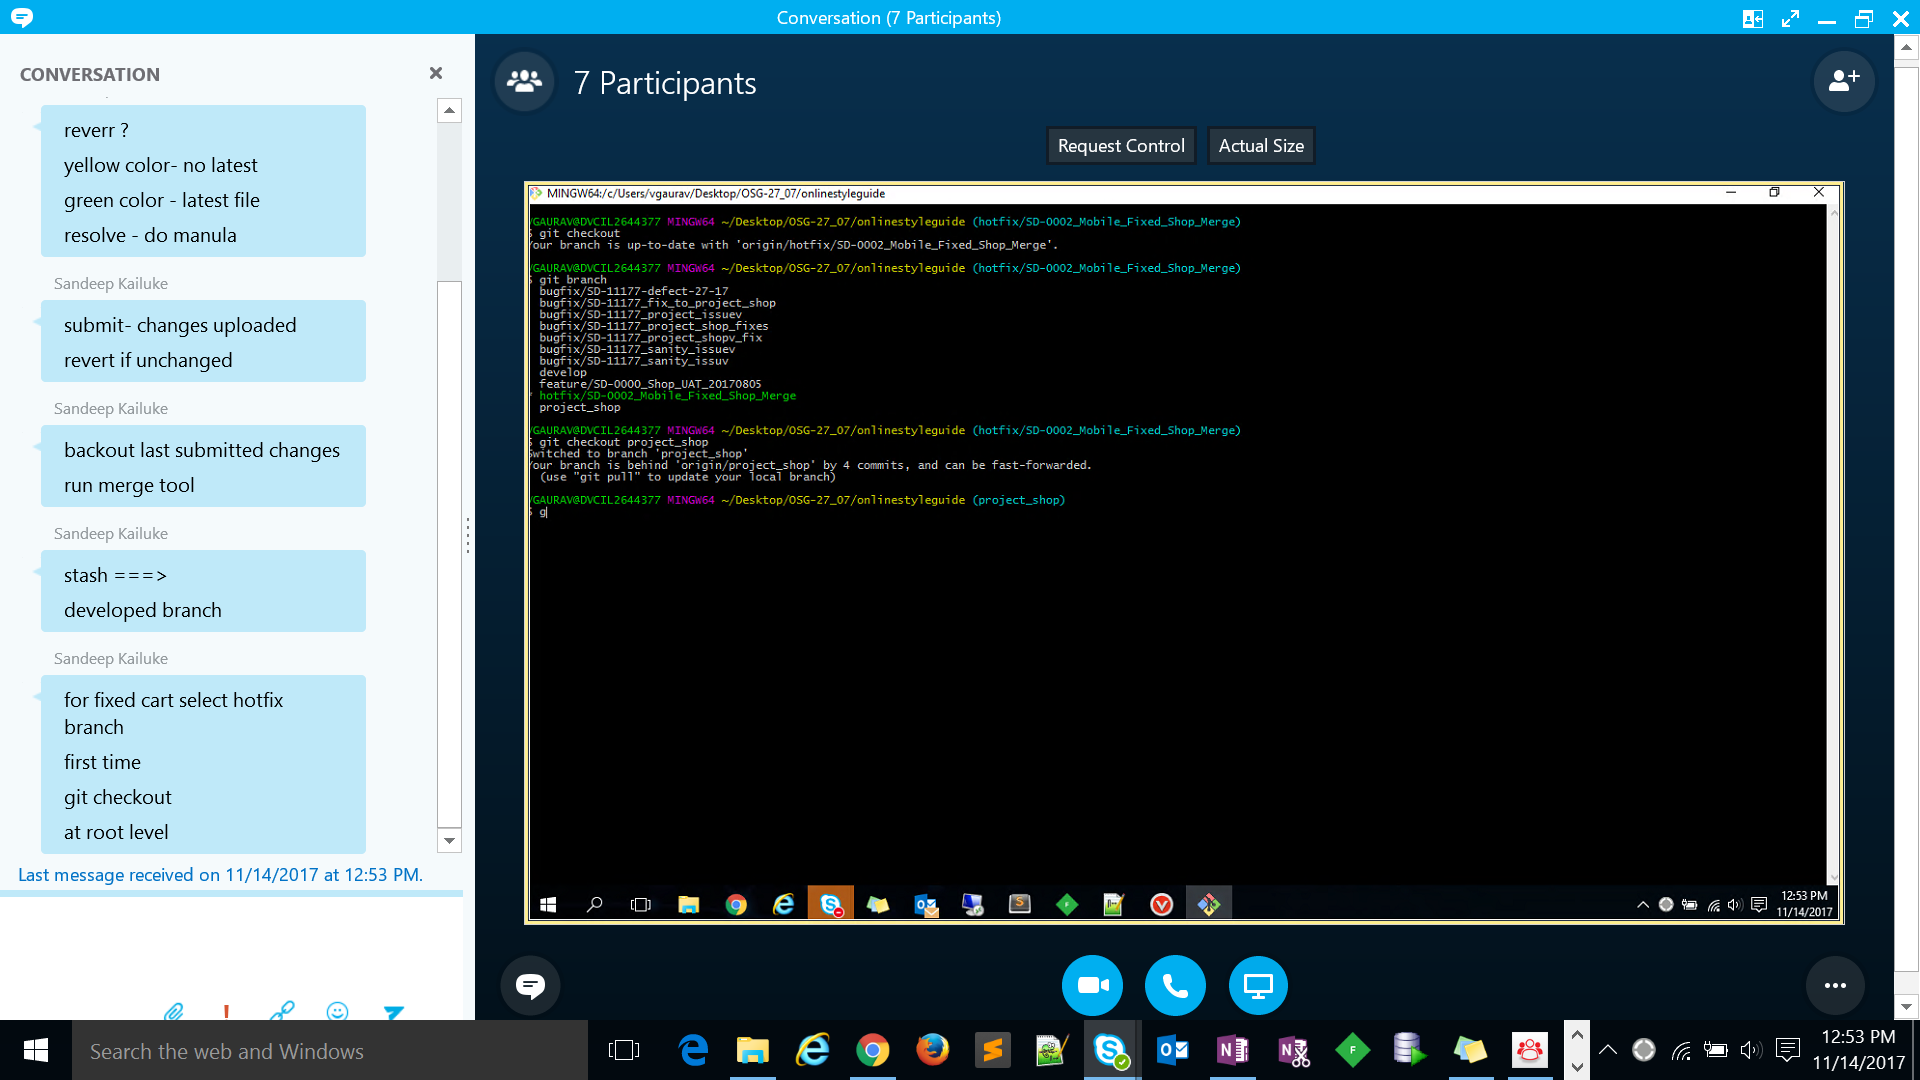 Conversation (7 Participants)
CONVERSATION
reverr ?
yellow color- no latest
green color - latest file
resolve - do manula
Sandeep Kailuke
submit- changes uploaded
revert if unchanged
Sandeep Kailuke
backout last submitted changes
run merge tool
Sandeep Kailuke
stash ===>
developed branch
Sandeep Kailuke
for fixed cart select hotfix
branch
first time
git checkout
at root level
Last message received on 11/14/2017 at 12:53 PM.
7 Participants
Request Control
Actual Size
MINGW64:/c/Users/vgaurav/Desktop/OSG-27_07/onlinestyleguide
VGAURAV@DVCIL2644377 MINGW64 ~/Desktop/OSG-27_07/onlinestyleguide (hotfix/SD-0002_Mobile_Fixed_Shop_Merge)
$ git checkout
Your branch is up-to-date with 'origin/hotfix/SD-0002_Mobile_Fixed_Shop_Merge'.
VGAURAV@DVCIL2644377 MINGW64 ~/Desktop/OSG-27_07/onlinestyleguide (hotfix/SD-0002_Mobile_Fixed_Shop_Merge)
$ git branch
bugfix/SD-11177-defect-27-17
bugfix/SD-11177_fix_to_project_shop
bugfix/SD-11177_project_issuev
bugfix/SD-11177_project_shop_fixes
bugfix/SD-11177_project_shopv_fix
bugfix/SD-11177_sanity_issuev
bugfix/SD-11177_sanity_issuv
develop
feature/SD-0000_Shop_UAT_20170805
* hotfix/SD-0002_Mobile_Fixed_Shop_Merge
project_shop
VGAURAV@DVCIL2644377 MINGW64 ~/Desktop/OSG-27_07/onlinestyleguide (hotfix/SD-0002_Mobile_Fixed_Shop_Merge)
$ git checkout project_shop
Switched to branch 'project_shop'
Your branch is behind 'origin/project_shop' by 4 commits, and can be fast-forwarded.
(use "git pull" to update your local branch)
VGAURAV@DVCIL2644377 MINGW64 ~/Desktop/OSG-27_07/onlinestyleguide (project_shop)
$ g
12:53 PM
11/14/2017
Search the web and Windows
12:53 PM
11/14/2017